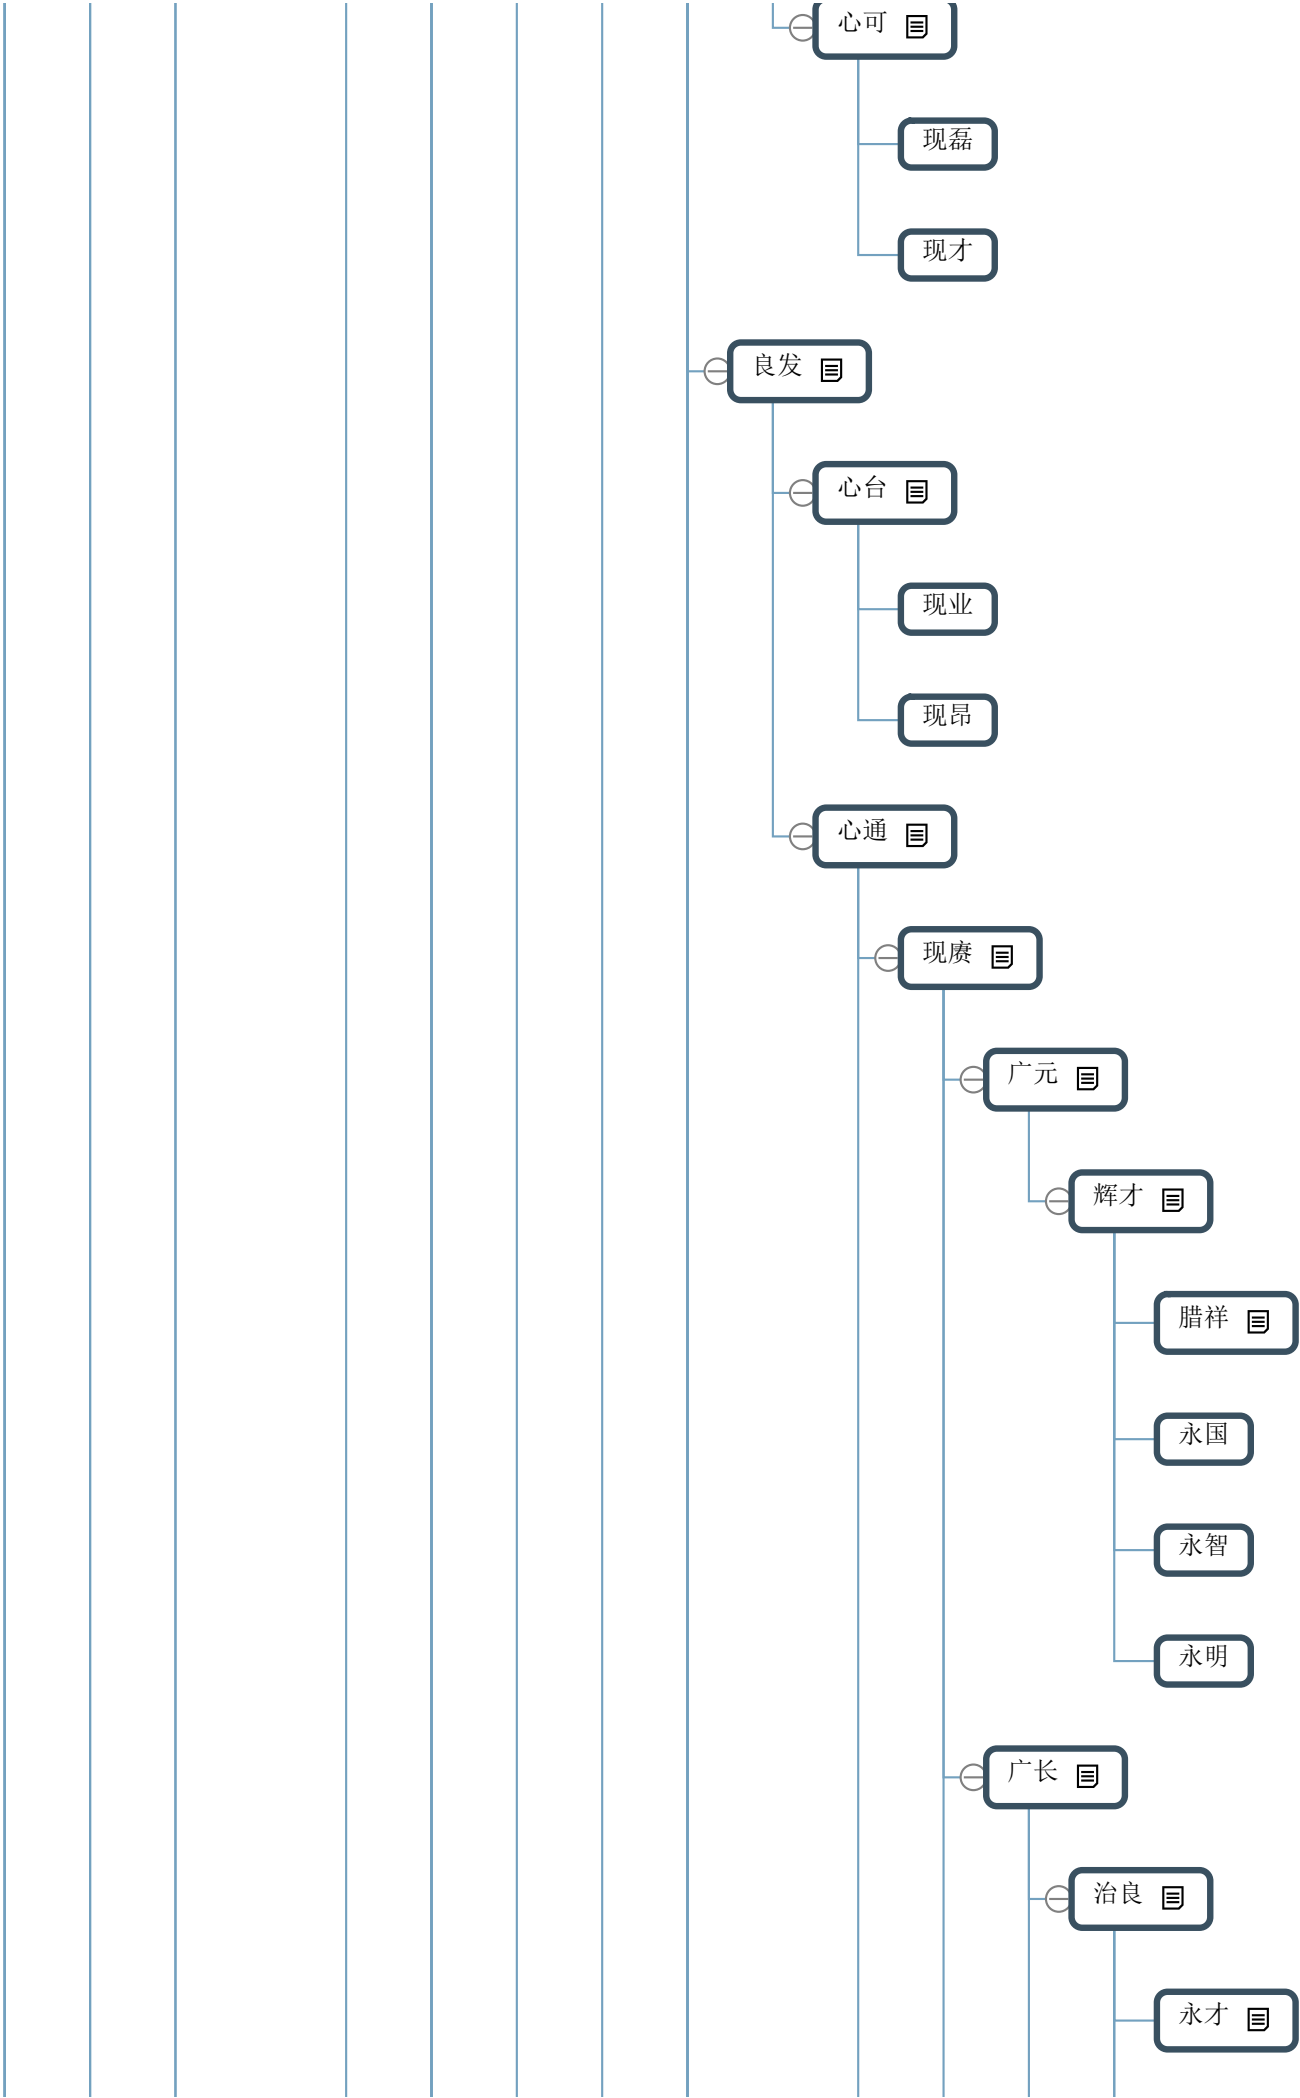 心可
现磊
现才
良发
心台
现业
现昂
心通
现赓
广元
辉才
腊祥
永国
永智
永明
广长
治良
永才